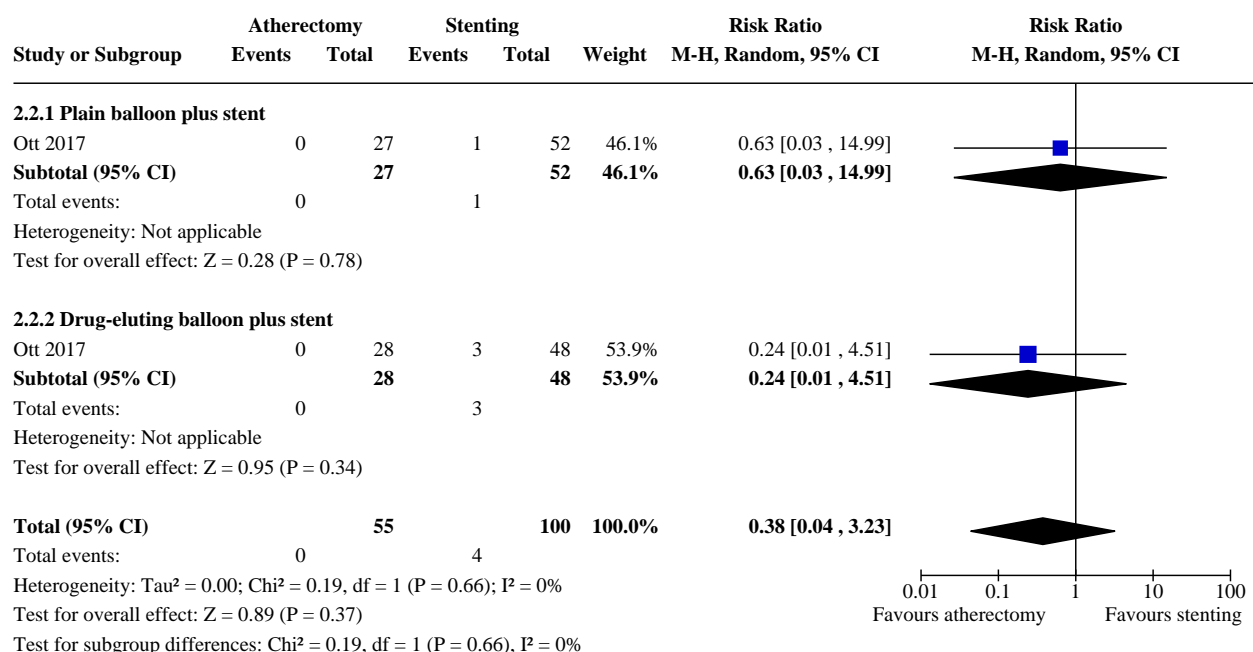 Atherectomy Stenting Risk Ratio Risk Ratio
Study or Subgroup Events Total Events Total Weight M-H, Random, 95% CI M-H, Random, 95% CI
2.2.1 Plain balloon plus stent
Ott 2017 0 27 1 52 46.1% 0.63 [0.03 , 14.99]
Subtotal (95% CI) 27 52 46.1% 0.63 [0.03 , 14.99]
Total events: 0 1
Heterogeneity: Not applicable
Test for overall effect: Z = 0.28 (P = 0.78)
2.2.2 Drug-eluting balloon plus stent
Ott 2017 0 28 3 48 53.9% 0.24 [0.01 , 4.51]
Subtotal (95% CI) 28 48 53.9% 0.24 [0.01 , 4.51]
Total events: 0 3
Heterogeneity: Not applicable
Test for overall effect: Z = 0.95 (P = 0.34)
Total (95% CI) 55 100 100.0% 0.38 [0.04 , 3.23]
Total events: 0 4
Heterogeneity: Tau² = 0.00; Chi² = 0.19, df = 1 (P = 0.66); I² = 0% 0.01 0.1 1 10 100
Test for overall effect: Z = 0.89 (P = 0.37) Favours atherectomy Favours stenting
Test for subgroup differences: Chi² = 0.19, df = 1 (P = 0.66), I² = 0%